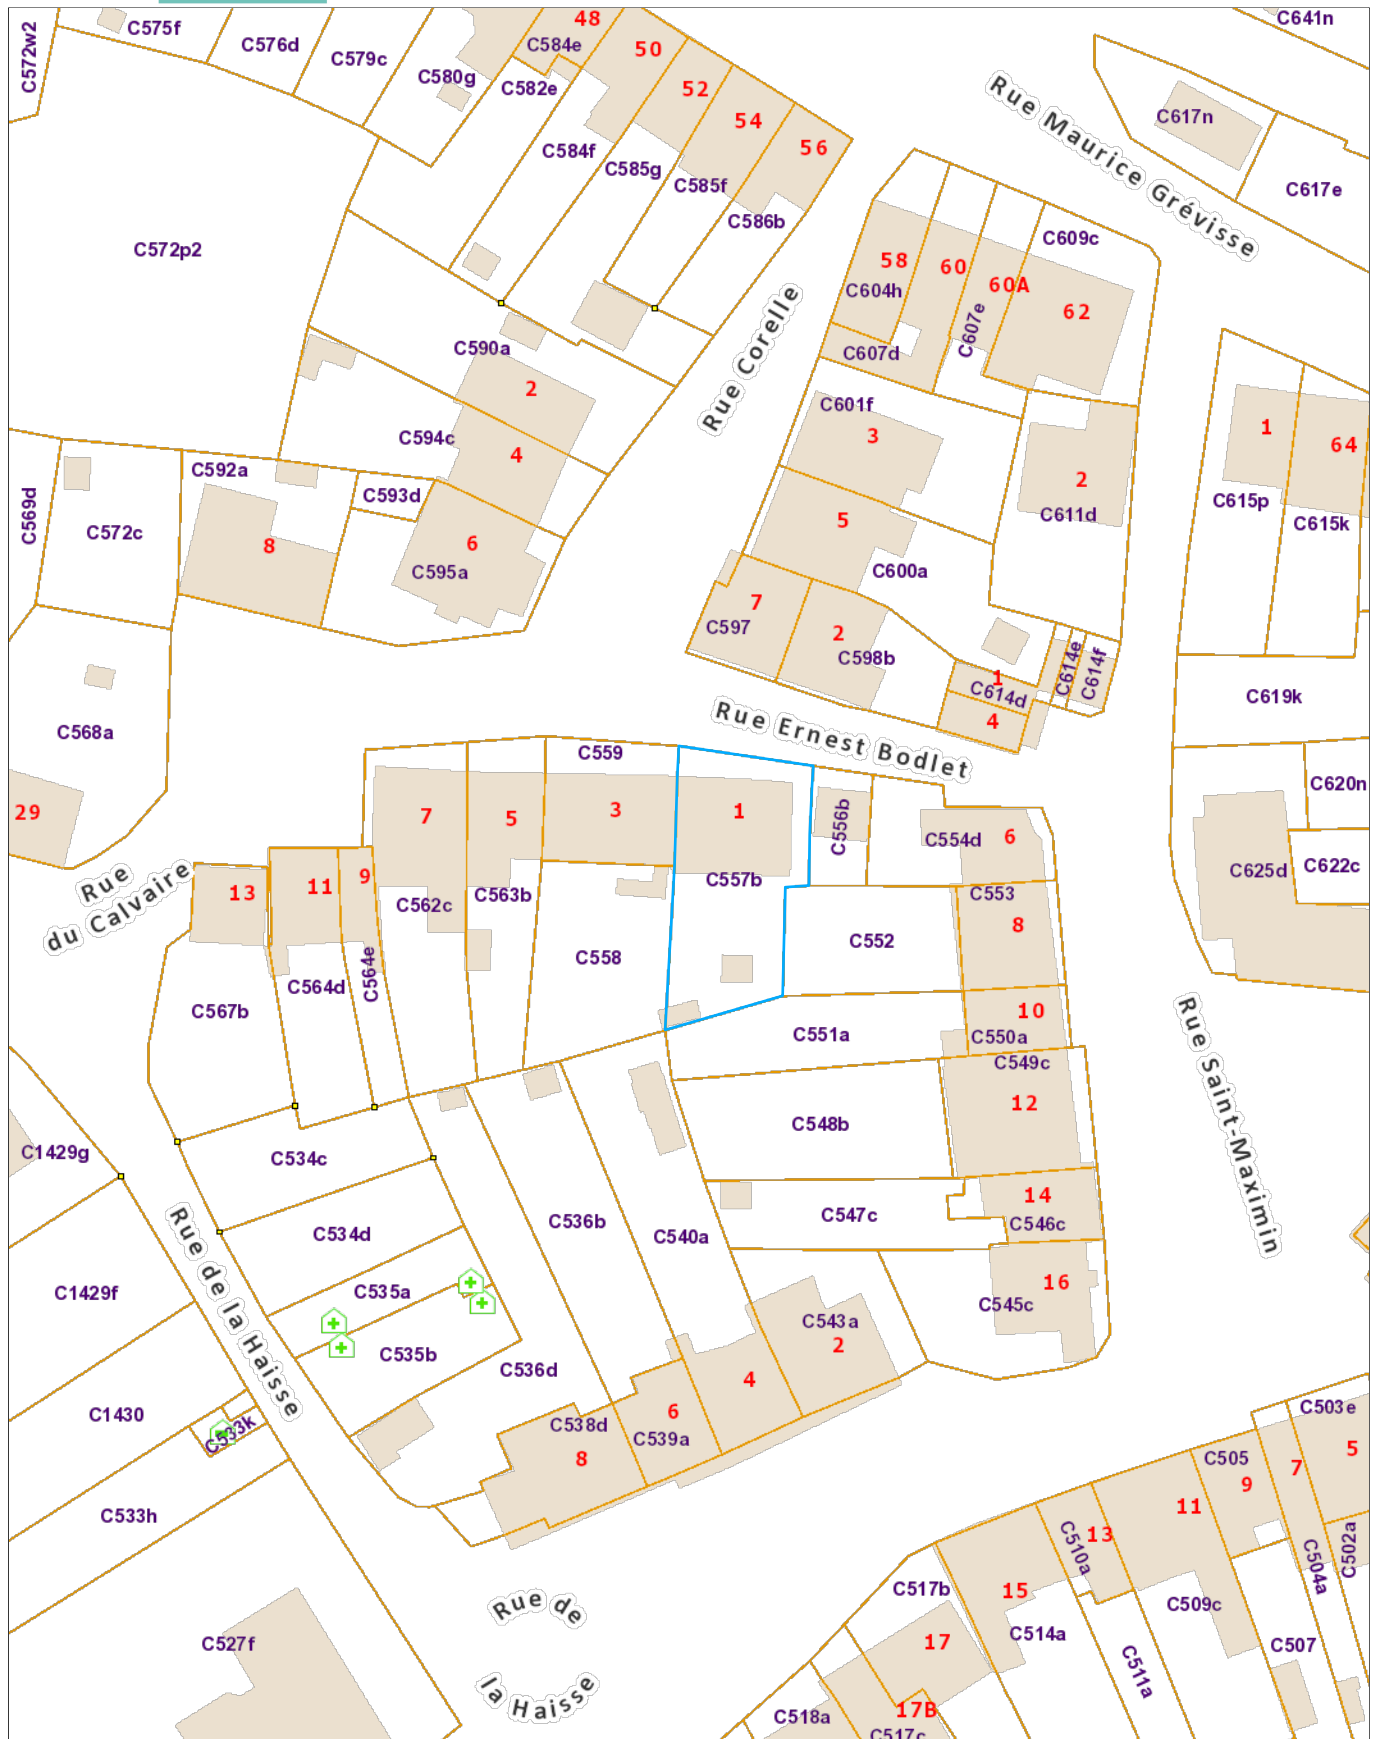 C641n
48
C572w2
C575f
C576d
C584e
50
C579c
C580g
C582e
52
Rue Maurice Grévisse
C617n
54
56
C584f
C585g
C585f
C617e
C586b
C609c
C572p2
58
60
60A
C604h
62
C607e
Rue Corelle
C590a
C607d
2
C601f
3
1
64
C594c
4
C592a
2
C593d
C569d
C615p
C611d
5
C615k
C572c
8
6
C595a
C600a
7
C597
2
C598b
C614e
C614f
1
C614d
C619k
4
Rue Ernest Bodlet
C568a
C559
C620n
29
7
5
3
1
C556b
C554d
6
C622c
C625d
Rue
du Calvaire
13
11
9
C557b
C562c
C563b
C553
8
C552
C558
C564e
C564d
C567b
10
C551a
C550a
Rue Saint-Maximin
C549c
12
C548b
C1429g
C534c
14
C547c
C546c
C536b
C534d
C540a
Rue de la Haisse
C1429f
C535a
16
C545c
C543a
2
C535b
C536d
4
C1430
C533k
C538d
6
C539a
8
C503e
C505
5
7
9
C533h
11
C510a
13
C502a
C504a
C517b
15
C509c
Rue de
C514a
C527f
17
C507
C511a
la Haisse
17B
C518a
C517c